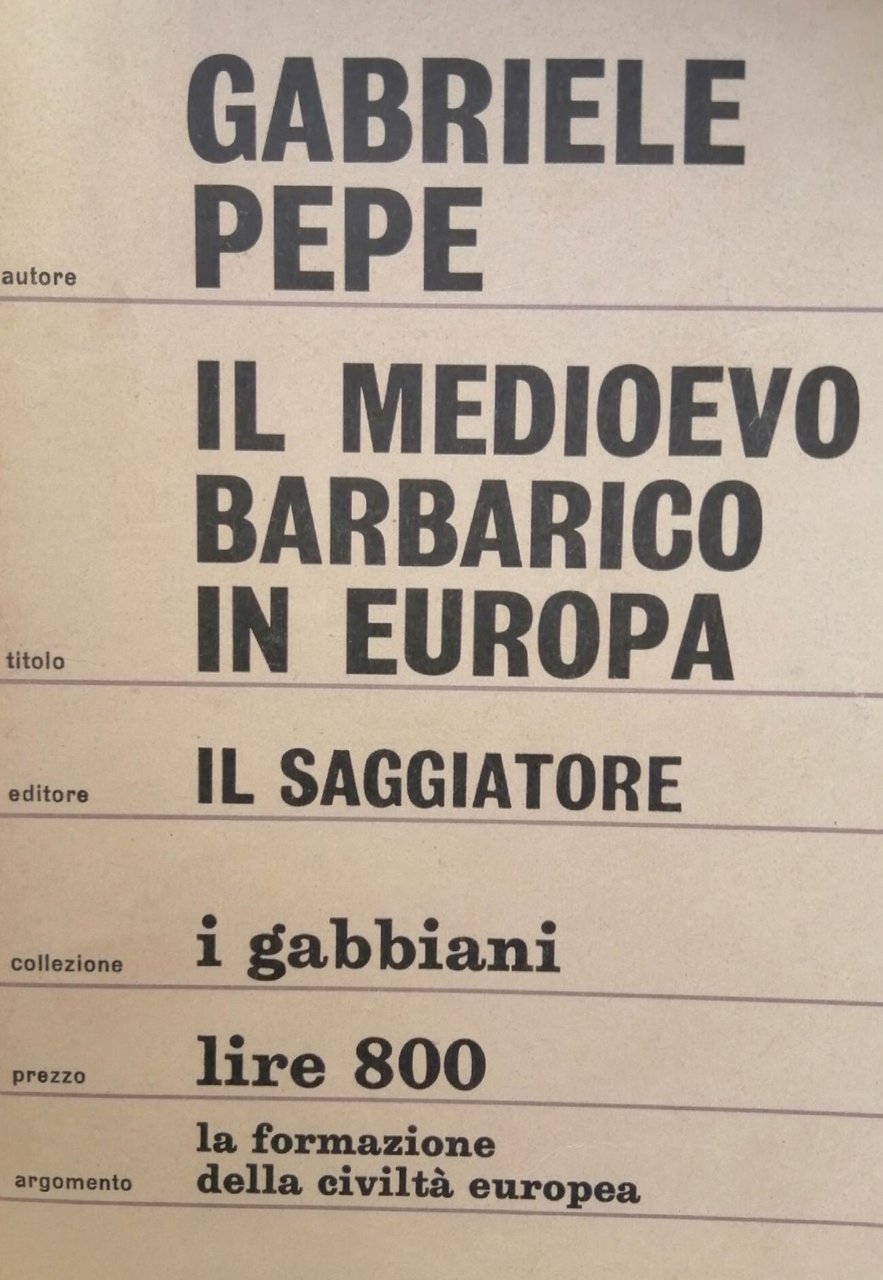 GABRIELE
PEPE
autore
IL MEDIOEVO
BARBARICO
IN EUROPA
titolo
editore IL SAGGIATORE
collezione i gabbiani
prezzo lire 800
la formazione
argomento della civiltà europea